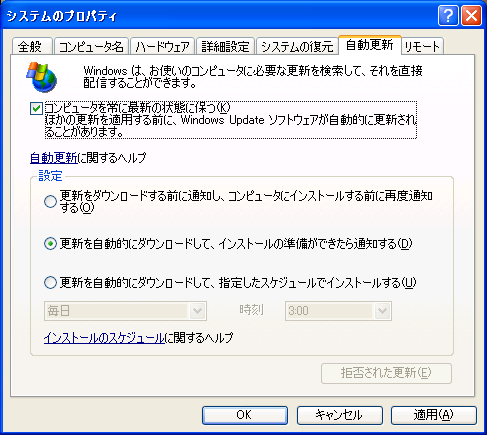 システムのプロパティ
全般 コンピュータ名 ハードウェア 詳細設定 システムの復元 自動更新 リモート
Windows は、お使いのコンピュータに必要な更新を検索して、それを直接
配信することができます。
コンピュータを常に最新の状態に保つ(K)
ほかの更新を適用する前に、Windows Update ソフトウェアが自動的に更新され
ることがあります。
自動更新に関するヘルプ
設定
更新をダウンロードする前に通知し、コンピュータにインストールする前に再度通知
する(O)
更新を自動的にダウンロードして、インストールの準備ができたら通知する(D)
更新を自動的にダウンロードして、指定したスケジュールでインストールする(U)
毎日 時刻 3:00
インストールのスケジュールに関するヘルプ
拒否された更新(E)
OK キャンセル 適用(A)